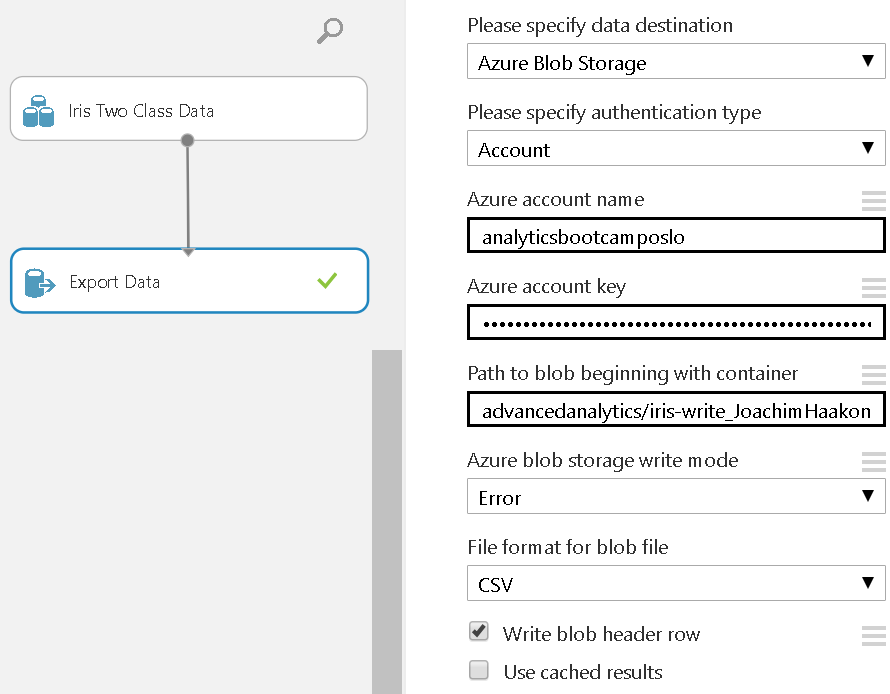 Iris Two Class Data
Export Data
Please specify data destination
Azure Blob Storage
Please specify authentication type
Account
Azure account name
analyticsbootcamposlo
Azure account key
Path to blob beginning with container
advancedanalytics/iris-write_JoachimHaakon
Azure blob storage write mode
Error
File format for blob file
CSV
Write blob header row
Use cached results